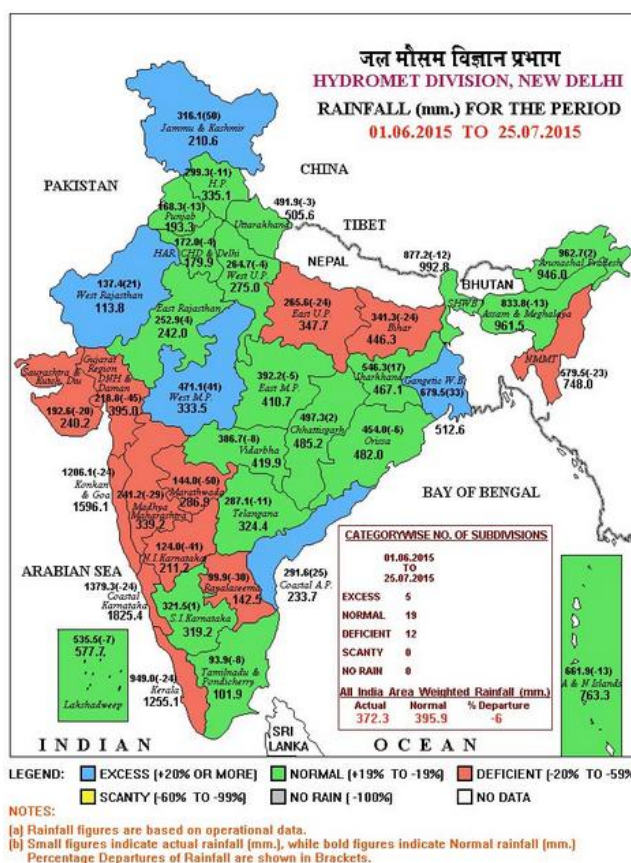 जल मौसम विज्ञान प्रभाग
HYDROMET DIVISION, NEW DELHI
RAINFALL (mm.) FOR THE PERIOD
01.06.2015 TO 25.07.2015
316.1(50)
Jammu & Kashmir
210.6
CHINA
PAKISTAN
299.3(-11)
H.P.
335.1
168.3(-13)
Punjab
193.3
491.9(-3)
505.6
Uttarakhand
TIBET
172.0(-4)
HAR. CHD & Delhi
179.9
264.7(-4)
West U.P.
275.0
NEPAL
877.2(-12)
992.8
BHUTAN
962.7(2)
Arunachal Pradesh
946.0
137.4(21)
West Rajasthan
113.8
East Rajasthan
252.9(4)
242.0
265.6(-24)
East U.P.
347.7
341.3(-24)
Bihar
446.3
SHWB
833.8(-13)
Assam & Meghalaya
961.5
NMMT
579.5(-23)
748.0
Saurashtra &
Kutch, Diu
192.6(-20)
240.2
Gujarat
Region
DNH &
Daman
218.0(-45)
395.0
471.1(41)
West M.P.
333.5
392.2(-5)
East M.P.
410.7
546.3(17)
Jharkhand
467.1
Gangetic W.B.
679.5(33)
512.6
497.3(2)
Chhattisgarh
485.2
454.0(-6)
Orissa
482.0
386.7(-8)
Vidarbha
419.9
1206.1(-24)
Konkan
and Goa
1596.1
241.2(-29)
Madhya
Maharashtra
339.2
144.0(-50)
Marathwada
286.9
287.1(-11)
Telangana
324.4
BAY OF BENGAL
124.0(-41)
N.I. Karnataka
211.2
ARABIAN SEA
1379.3(-24)
Coastal
Karnataka
1825.4
99.9(-30)
Rayalaseema
142.5
291.6(25)
Coastal A.P.
233.7
321.5(1)
S.I. Karnataka
319.2
535.5(-7)
577.7
Lakshadweep
949.0(-24)
Kerala
1255.1
93.9(-8)
Tamilnadu &
Pondicherry
101.9
CATEGORYWISE NO. OF SUBDIVISIONS
01.06.2015
TO
25.07.2015
EXCESS 5
NORMAL 19
DEFICIENT 12
SCANTY 0
NO RAIN 0
All India Area Weighted Rainfall (mm.)
Actual Normal % Departure
372.3 395.9 -6
661.9(-13)
A & N Islands
763.3
SRI
LANKA
INDIAN OCEAN
LEGEND: EXCESS (+20% OR MORE) NORMAL (+19% TO -19%) DEFICIENT (-20% TO -59%
SCANTY (-60% TO -99%) NO RAIN (-100%) NO DATA
NOTES:
(a) Rainfall figures are based on operational data.
(b) Small figures indicate actual rainfall (mm.), while bold figures indicate Normal rainfall (mm.)
Percentage Departures of Rainfall are shown in Brackets.